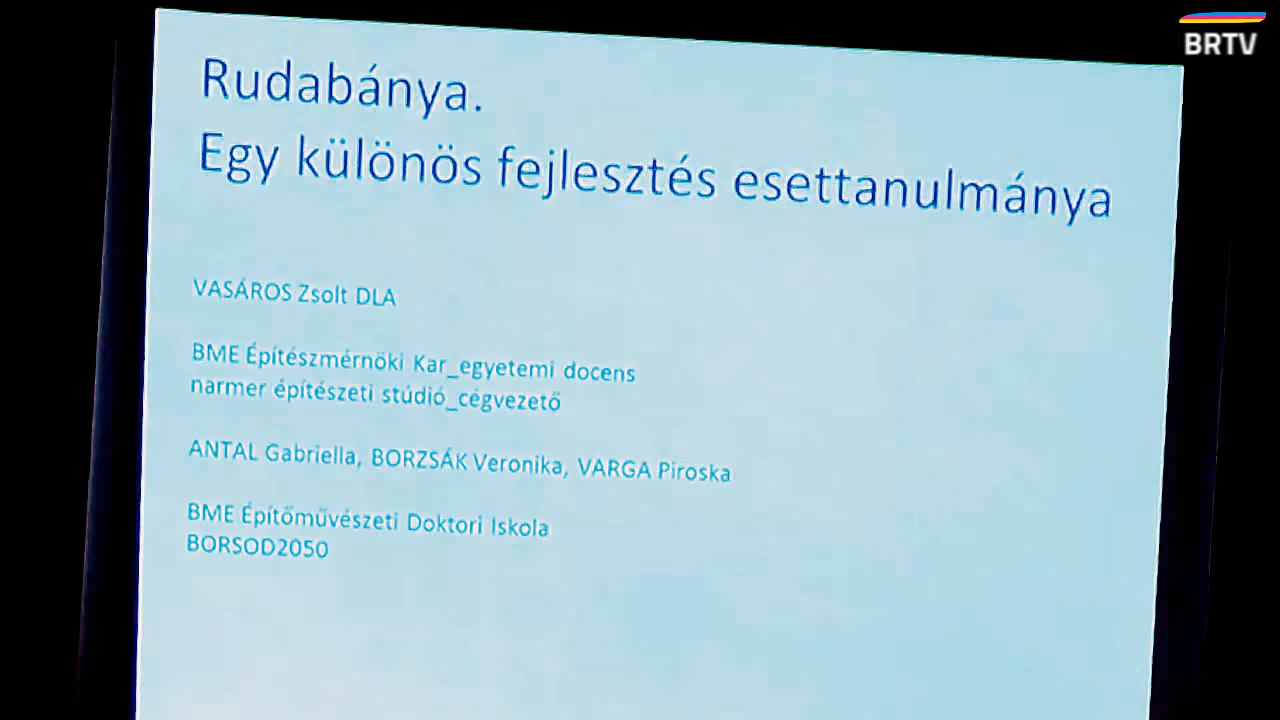 BRTV
Rudabánya.
Egy különös fejlesztés esettanulmánya
VASÁROS Zsolt DLA
BME Építészmérnöki Kar_egyetemi docens
narmer építészeti stúdió_cégvezető
ANTAL Gabriella, BORZSÁK Veronika, VARGA Piroska
BME Építőművészeti Doktori Iskola
BORSOD2050